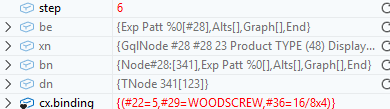 step 6
be {Exp Patt %0[#28],Alts[],Graph[],End}
xn {GqlNode #28 #28 23 Product TYPE (48) Display...
bn {Node#28:[341],Exp Patt %0[],Alts[],Graph[],End}
dn {TNode 341[123]}
cx.binding {(#22=5,#29=WOODSCREW,#36=16/8x4)}